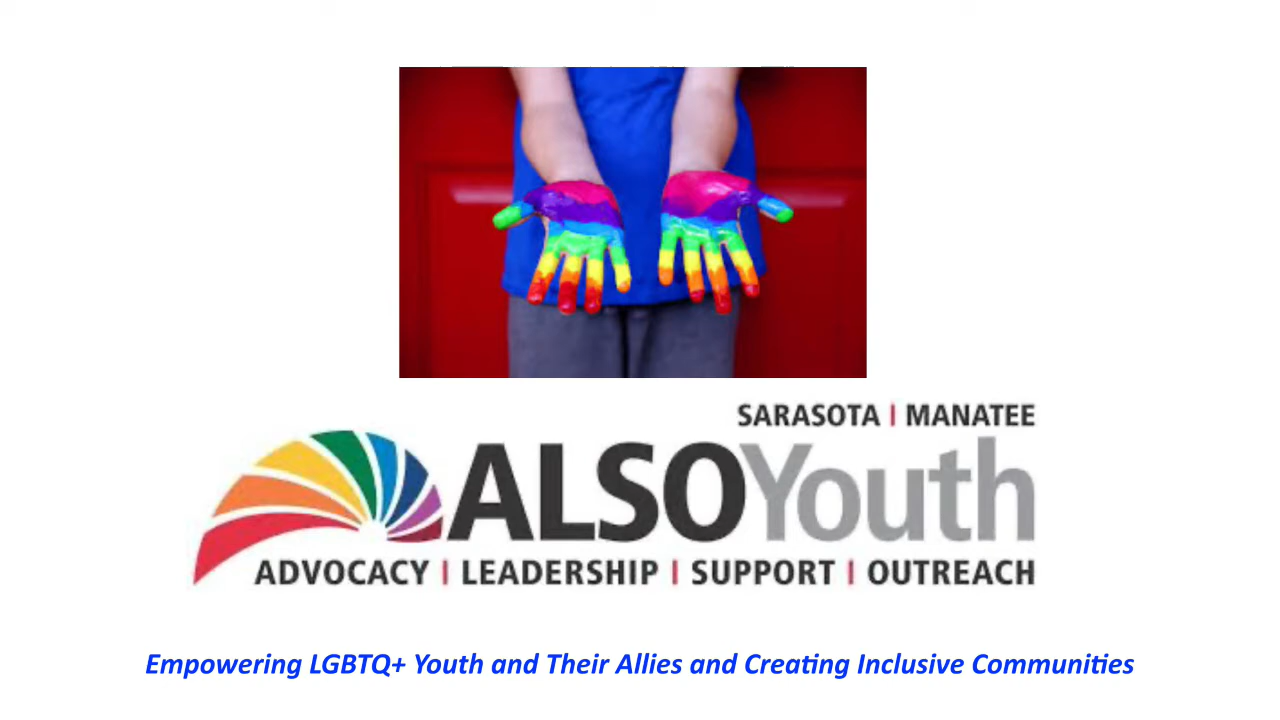 SARASOTA | MANATEE
ALSOYouth
ADVOCACY | LEADERSHIP | SUPPORT | OUTREACH
Empowering LGBTQ+ Youth and Their Allies and Creating Inclusive Communities